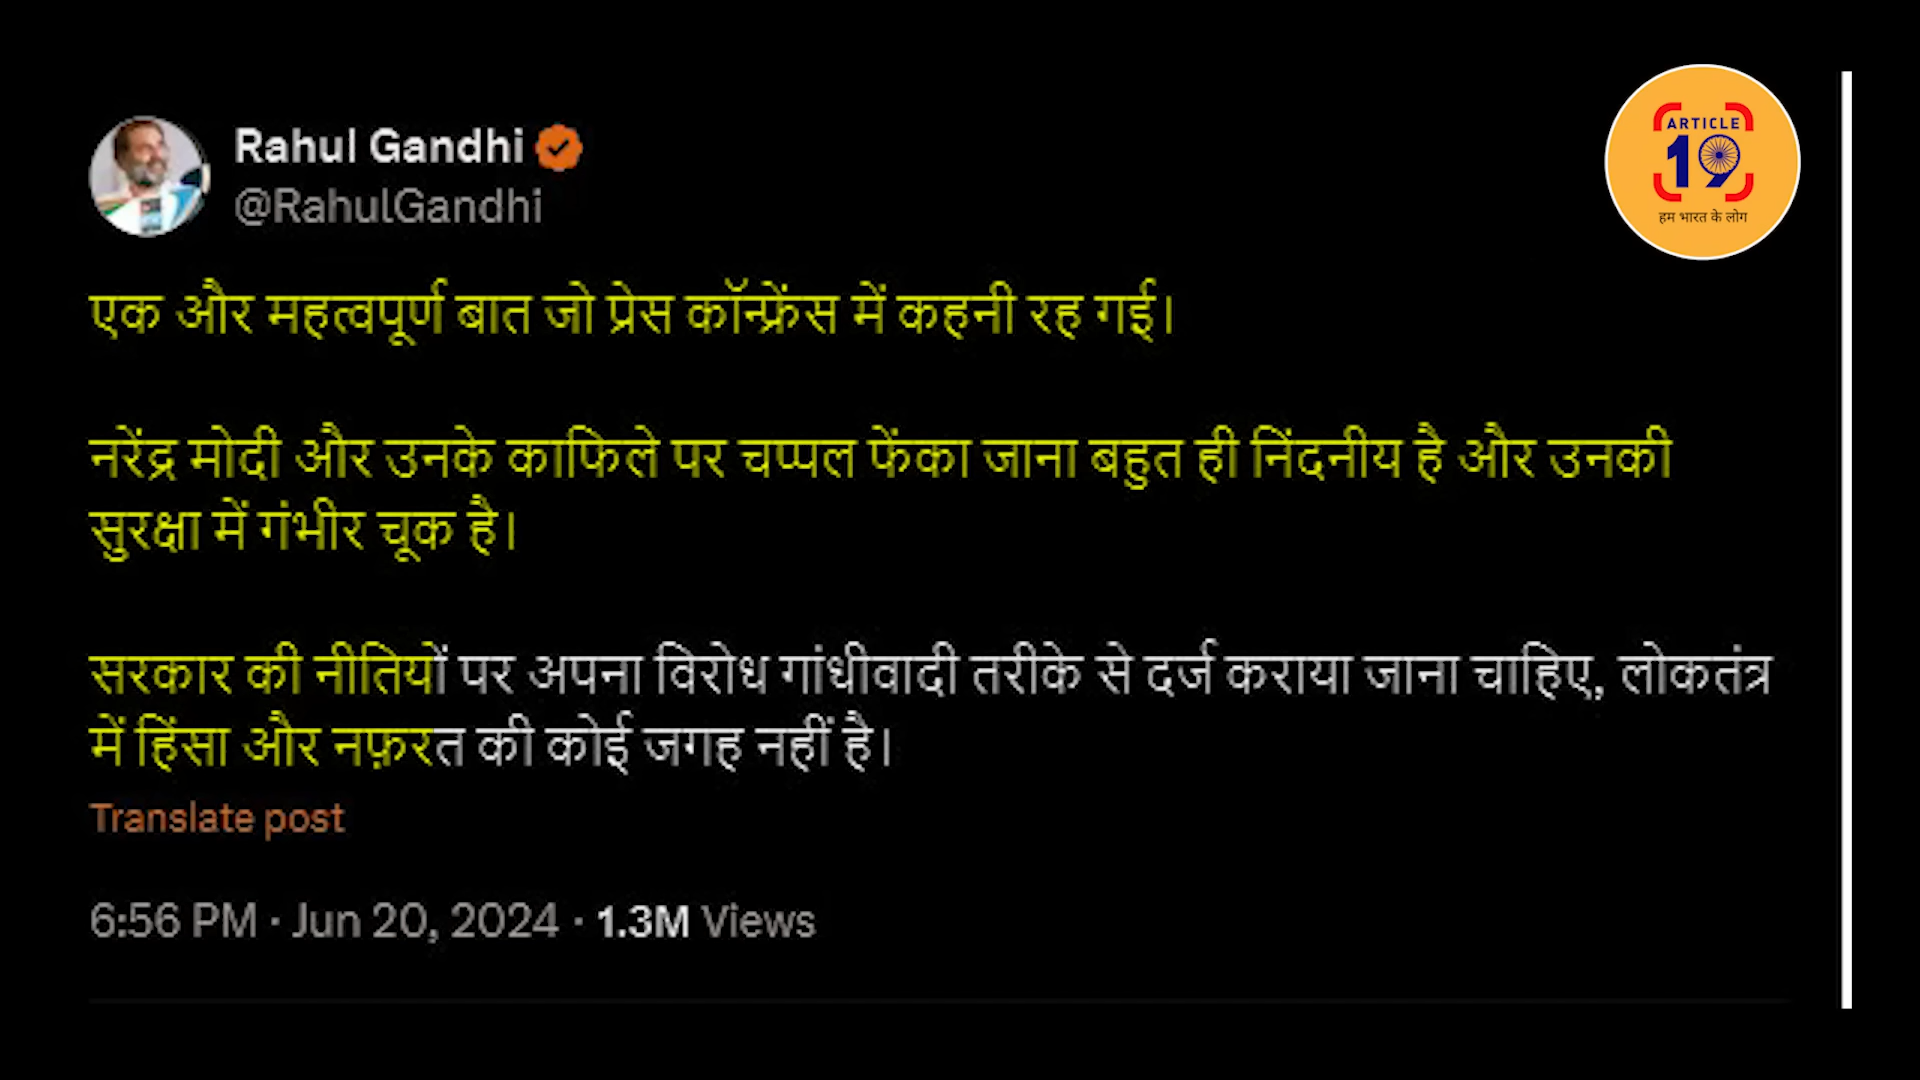 Rahul Gandhi
@RahulGandhi
ARTICLE
19
हम भारत के लोग
एक और महत्वपूर्ण बात जो प्रेस कॉन्फ्रेंस में कहनी रह गई।
नरेंद्र मोदी और उनके काफिले पर चप्पल फेंका जाना बहुत ही निंदनीय है और उनकी
सुरक्षा में गंभीर चूक है।
सरकार की नीतियों पर अपना विरोध गांधीवादी तरीके से दर्ज कराया जाना चाहिए, लोकतंत्र
में हिंसा और नफ़रत की कोई जगह नहीं है।
Translate post
6:56 PM · Jun 20, 2024 · 1.3M Views